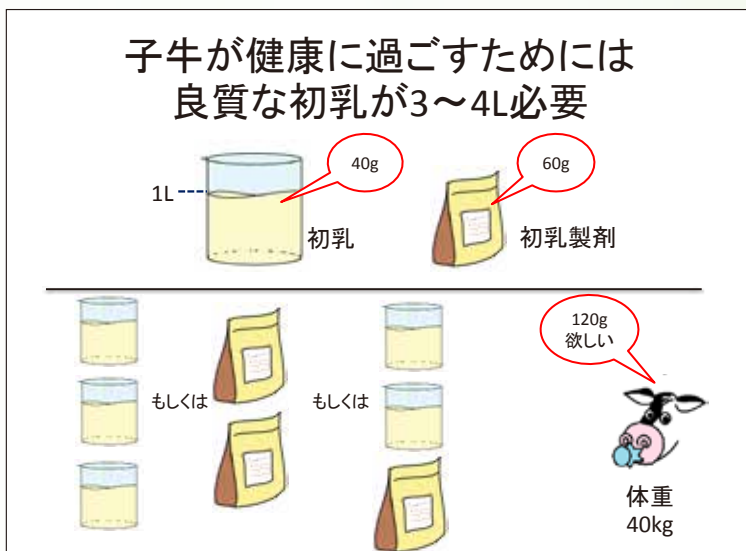 子牛が健康に過ごすためには
良質な初乳が3～4L必要
40g
60g
1L
初乳
初乳製剤
120g
欲しい
もしくは
もしくは
体重
40kg